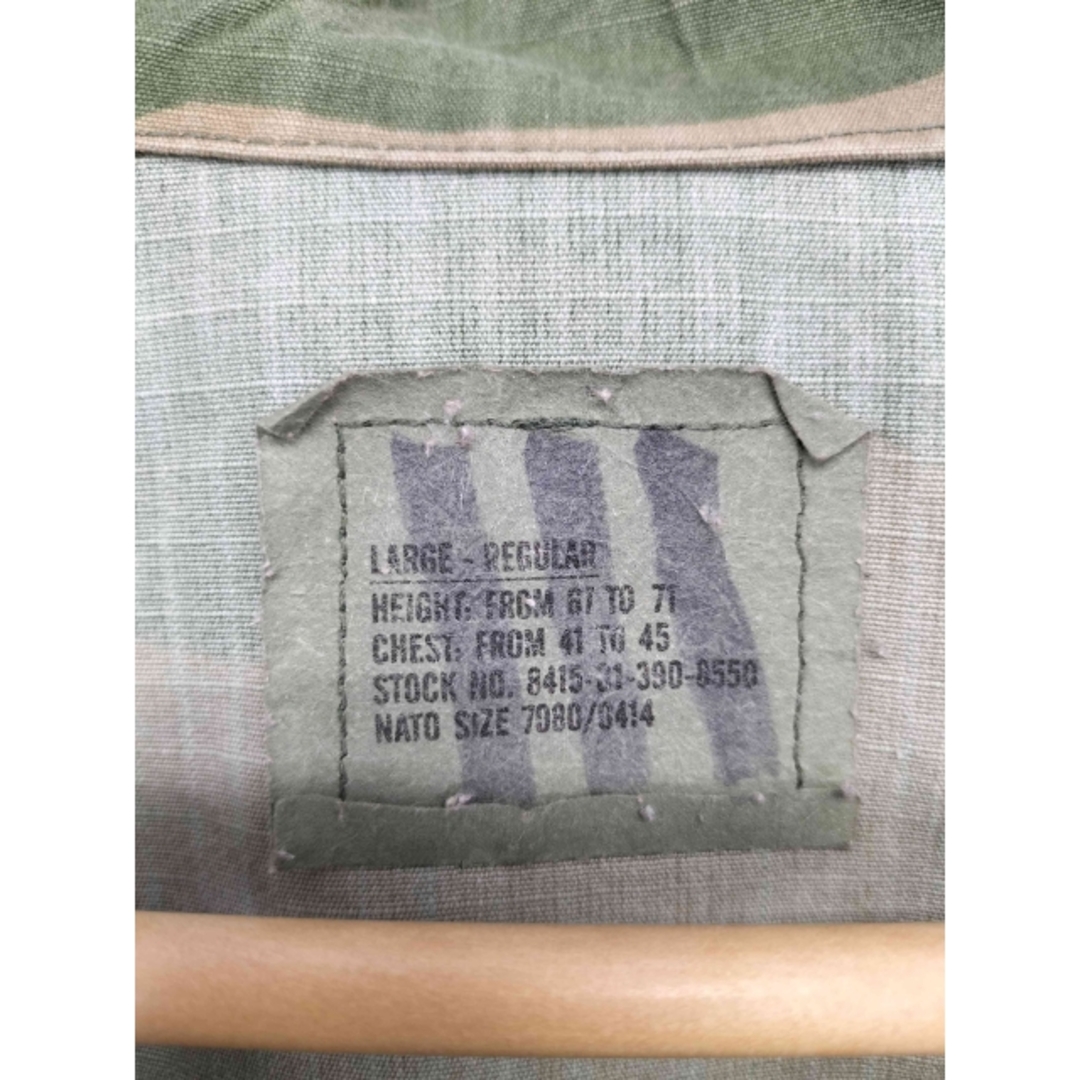 LARGE - REGULAR
HEIGHT: FROM 67 TO 71
CHEST: FROM 41 TO 45
STOCK NO. 8415-01-390-8550
NATO SIZE 7080/0414